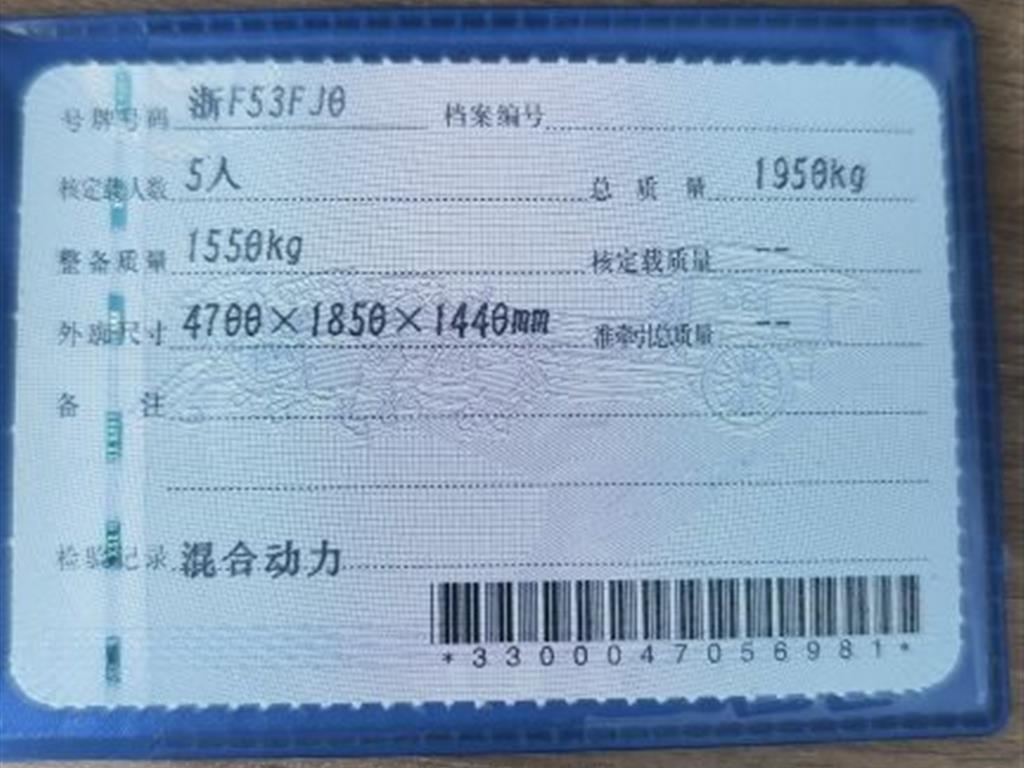 号牌号码 浙F53FJ0 档案编号
核定载人数 5人 总质量 1950kg
整备质量 1550kg 核定载质量 --
外廓尺寸 4700×1850×1440mm 准牵引总质量 --
备注
检验记录 混合动力
*3300047056981*